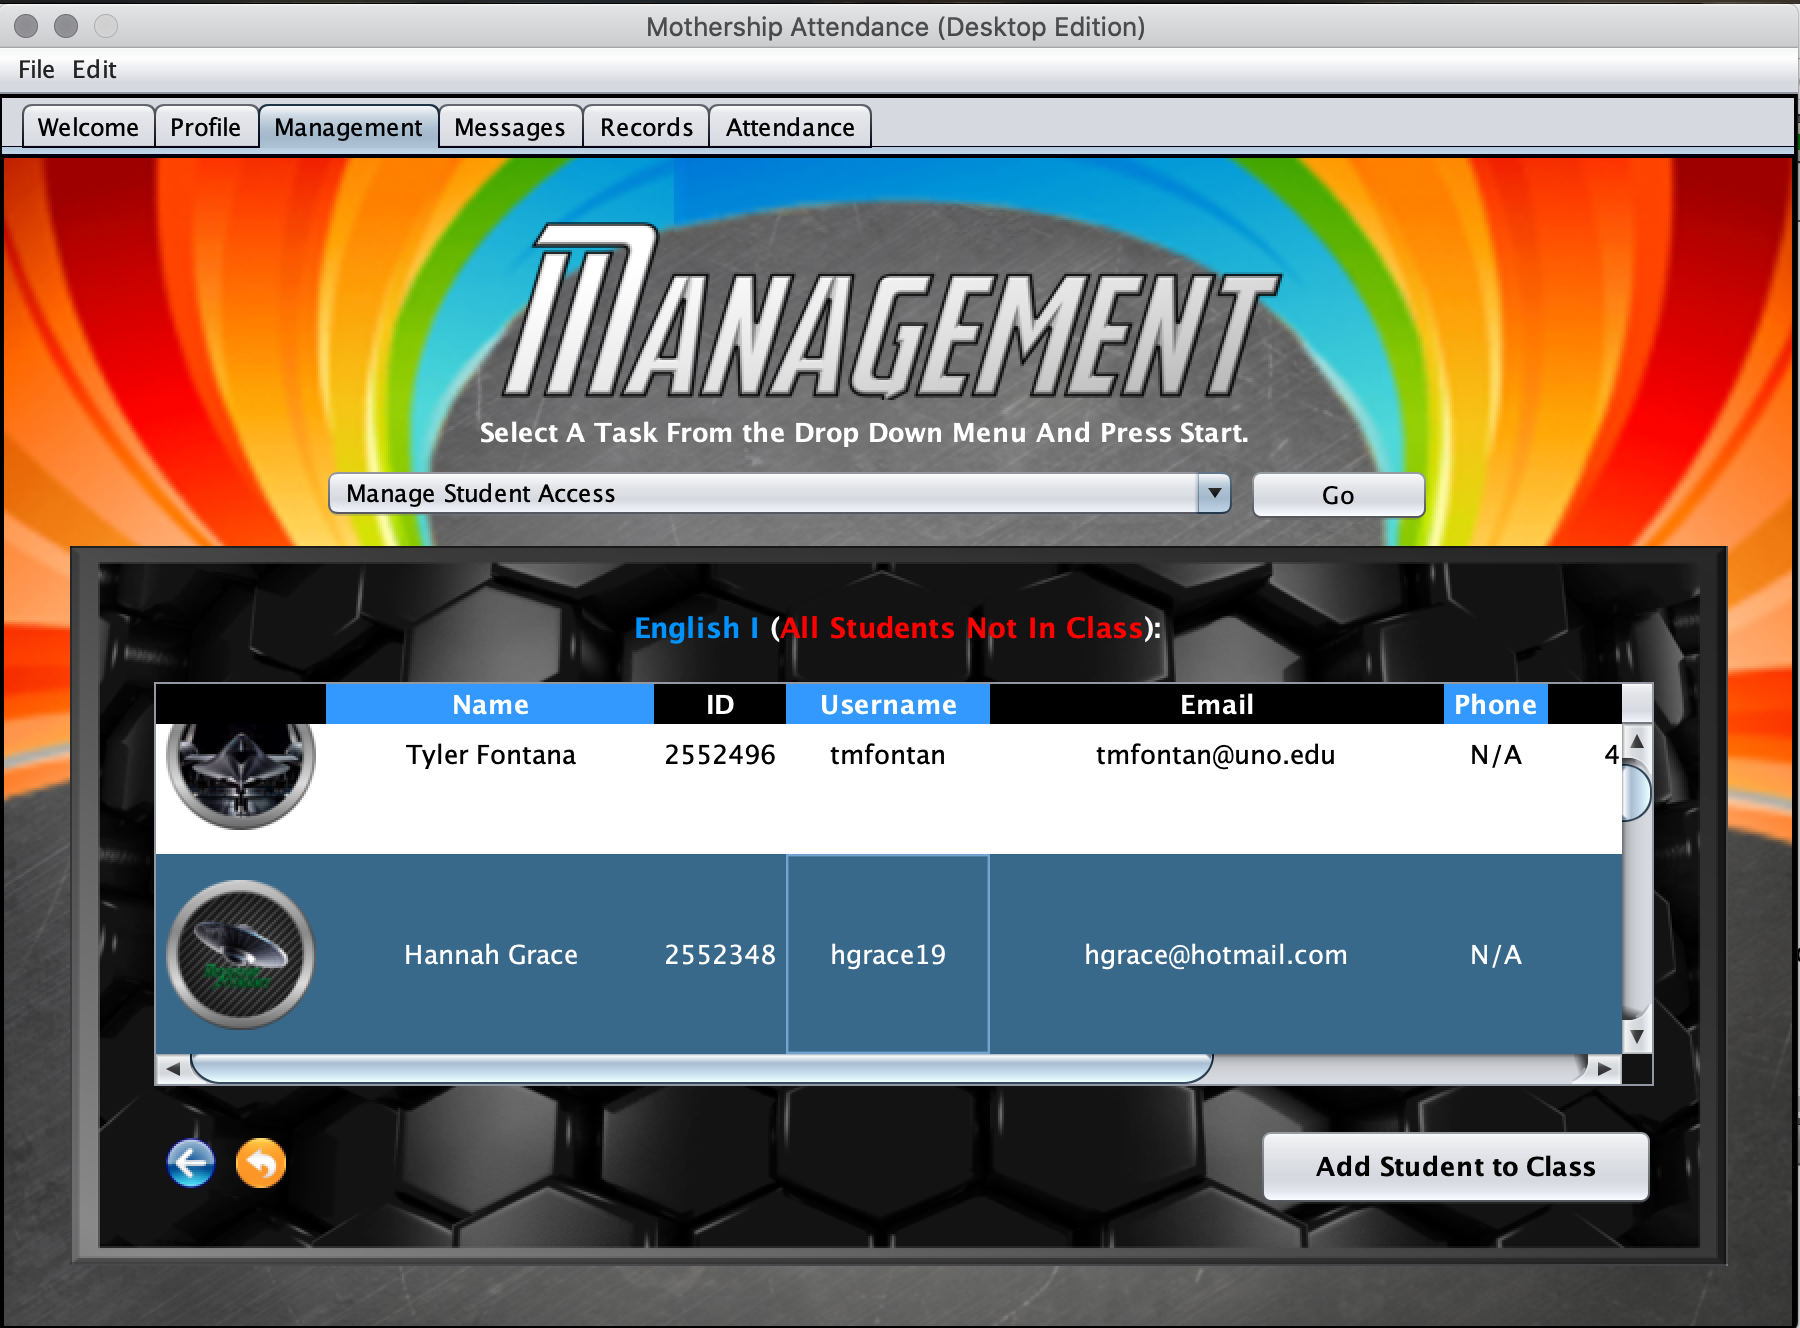 Mothership Attendance (Desktop Edition)
File Edit
Welcome Profile Management Messages Records Attendance
MANAGEMENT
Select A Task From the Drop Down Menu And Press Start.
Manage Student Access Go
English I (All Students Not In Class):
Name ID Username Email Phone
Tyler Fontana 2552496 tmfontan tmfontan@uno.edu N/A 4
Hannah Grace 2552348 hgrace19 hgrace@hotmail.com N/A
Add Student to Class